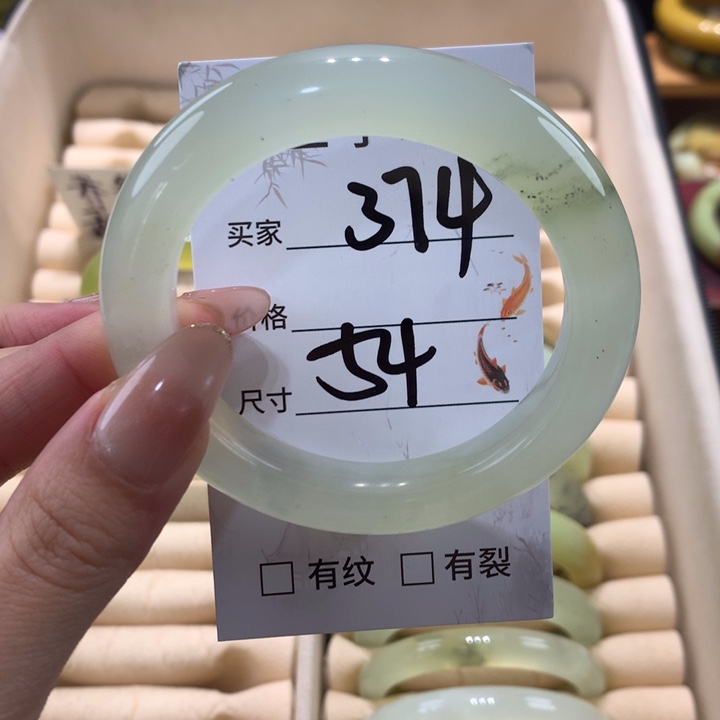 买家 374
价格
尺寸 54
□ 有纹 □ 有裂